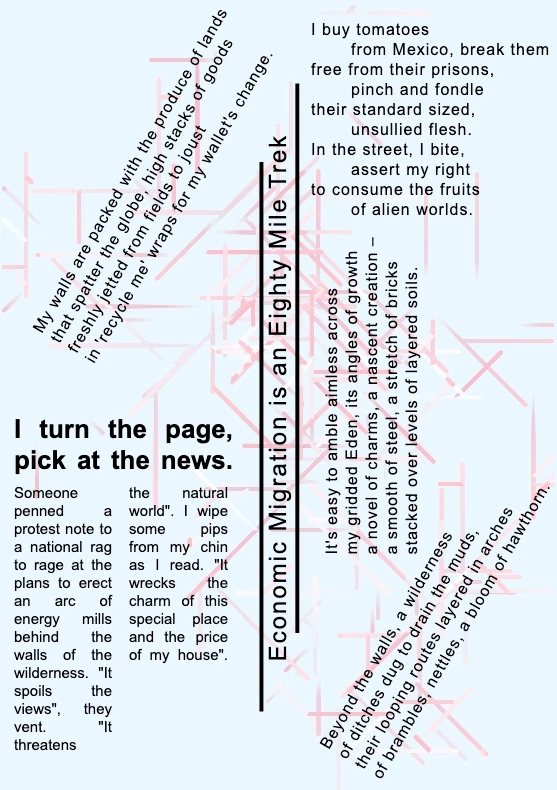 My walls are packed with the produce of lands
that spatter the globe, high stacks of goods
freshly jetted from fields to joust
in 'recycle me' wraps for my wallet's change.
I buy tomatoes
from Mexico, break them
free from their prisons,
pinch and fondle
their standard sized,
unsullied flesh.
In the street, I bite,
assert my right
to consume the fruits
of alien worlds.
Economic Migration is an Eighty Mile Trek
It's easy to amble aimless across
my gridded Eden, its angles of growth
a novel of charms, a nascent creation –
a smooth of steel, a stretch of bricks
stacked over levels of layered soils.
I turn the page,
pick at the news.
Someone
penned a
protest note to
a national rag
to rage at the
plans to erect
an arc of
energy mills
behind the
walls of the
wilderness. "It
spoils the
views", they
vent. "It
threatens
the natural
world". I wipe
some pips
from my chin
as I read. "It
wrecks the
charm of this
special place
and the price
of my house".
Beyond the walls, a wilderness
of ditches dug to drain the muds,
their looping routes layered in arches
of brambles, nettles, a bloom of hawthorn.